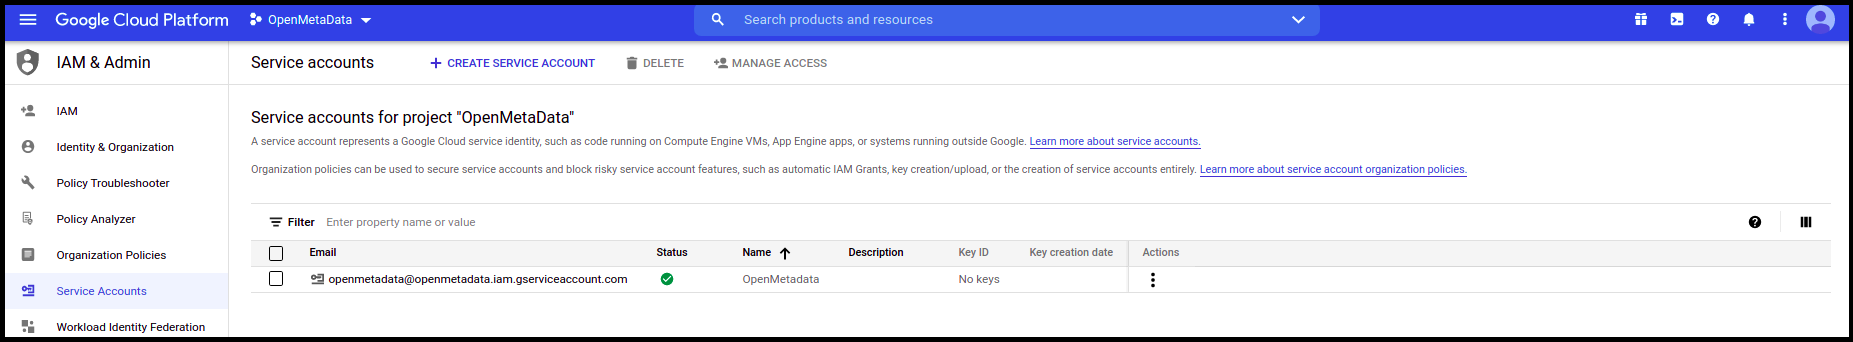 Google Cloud Platform OpenMetaData Search products and resources
IAM & Admin
Service accounts CREATE SERVICE ACCOUNT DELETE MANAGE ACCESS
IAM
Identity & Organization
Policy Troubleshooter
Policy Analyzer
Organization Policies
Service Accounts
Workload Identity Federation
Service accounts for project "OpenMetaData"
A service account represents a Google Cloud service identity, such as code running on Compute Engine VMs, App Engine apps, or systems running outside Google. Learn more about service accounts.
Organization policies can be used to secure service accounts and block risky service account features, such as automatic IAM Grants, key creation/upload, or the creation of service accounts entirely. Learn more about service account organization policies.
Filter Enter property name or value
Email Status Name Description Key ID Key creation date Actions
openmetadata@openmetadata.iam.gserviceaccount.com OpenMetadata No keys